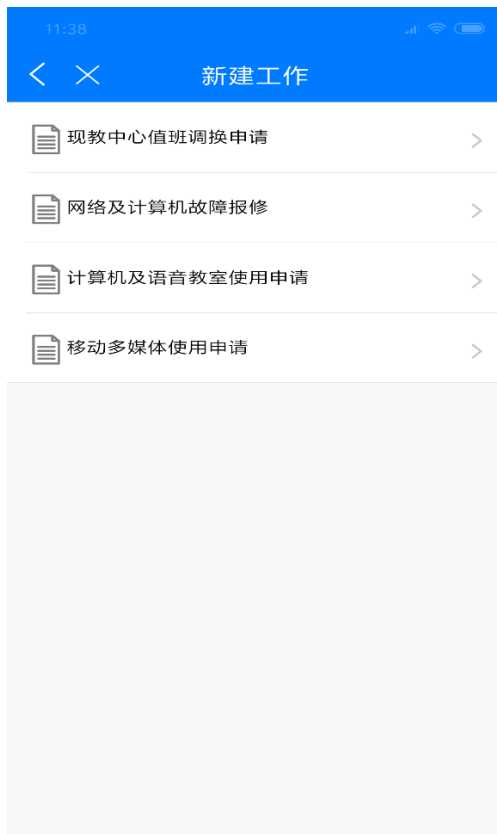 11:38
新建工作
现教中心值班调换申请
网络及计算机故障报修
计算机及语音教室使用申请
移动多媒体使用申请